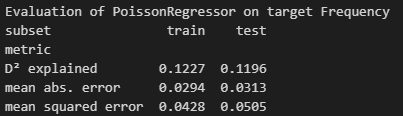 Evaluation of PoissonRegressor on target Frequency
subset train test
metric
D² explained 0.1227 0.1196
mean abs. error 0.0294 0.0313
mean squared error 0.0428 0.0505